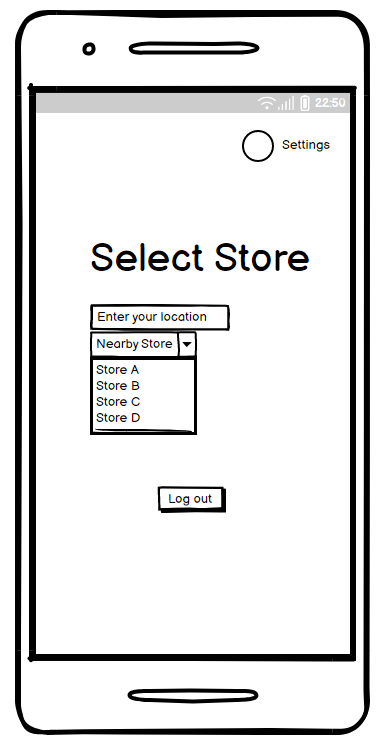 22:50
Settings
Select Store
Enter your location
Nearby Store
Store A
Store B
Store C
Store D
Log out